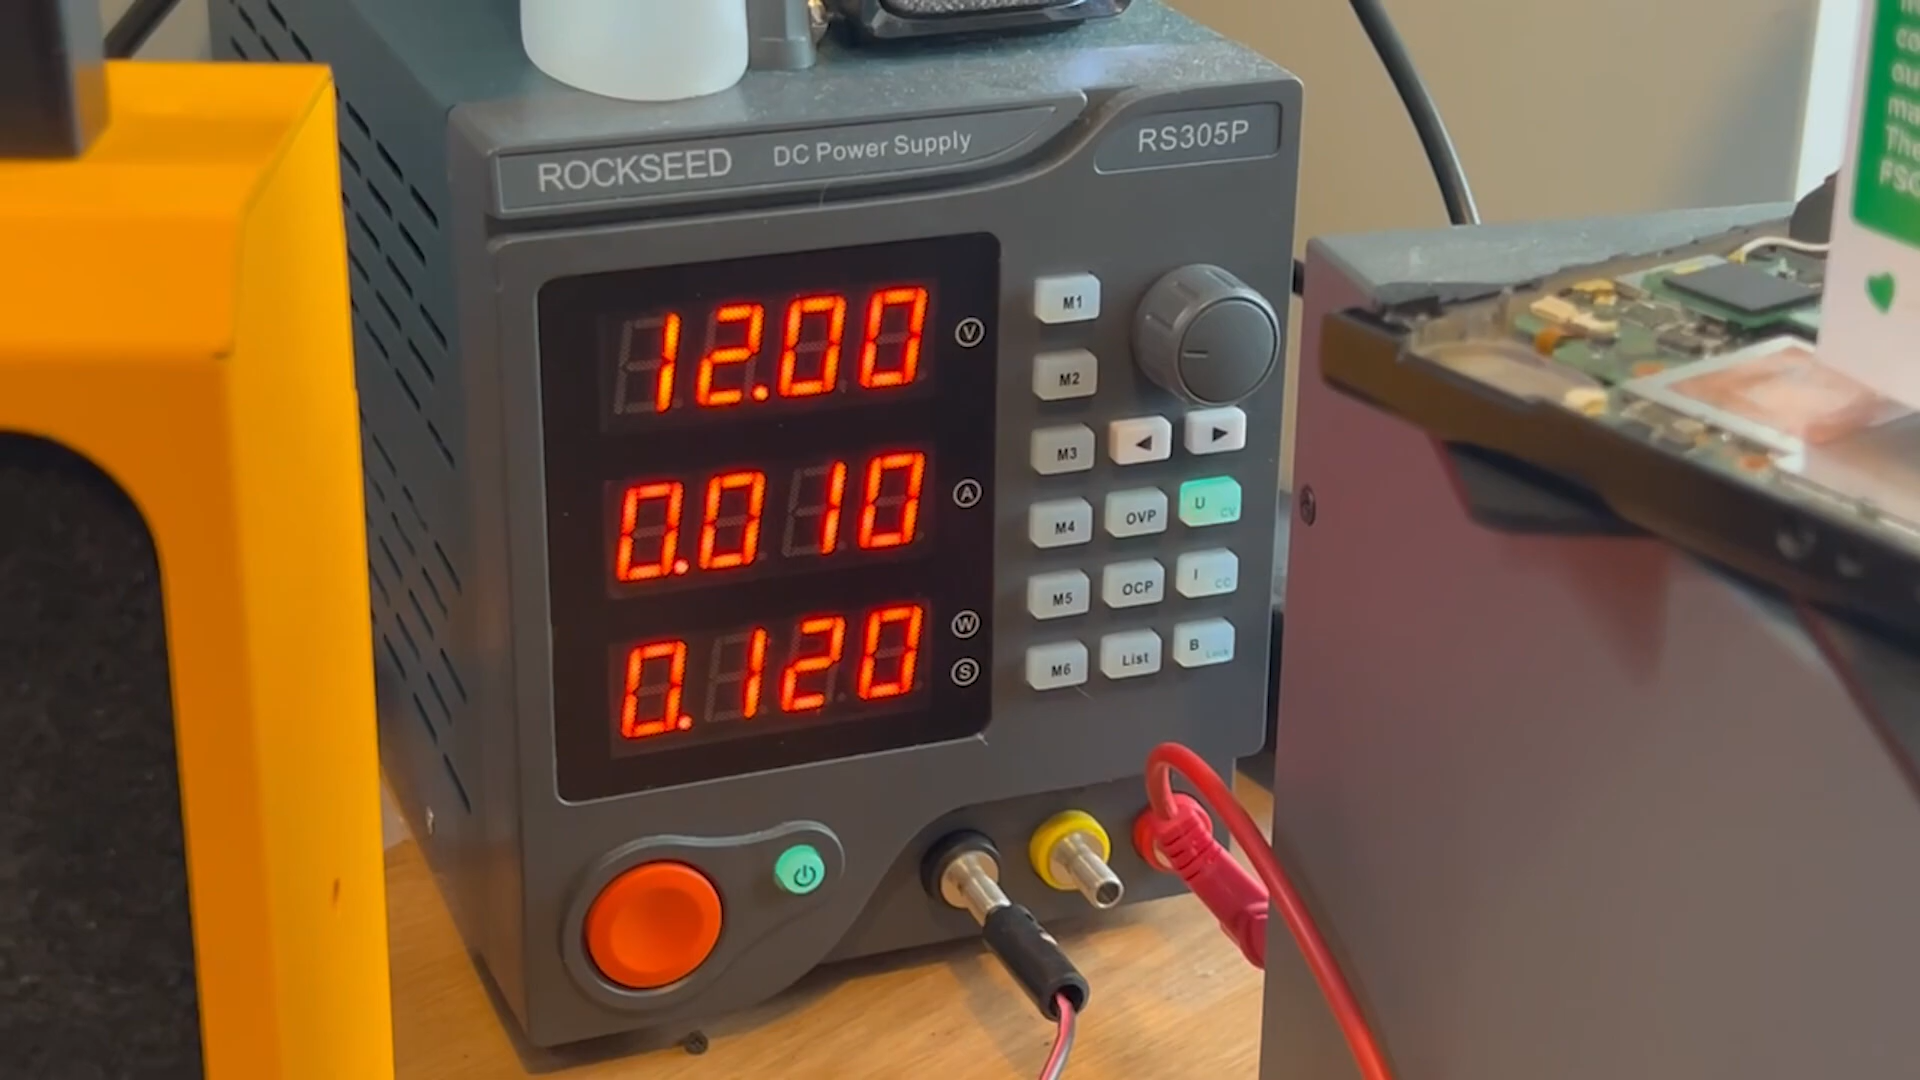 ROCKSEED DC Power Supply RS305P
12.00 V
0.010 A
0.120 W
S
M1
M2
M3 ◀ ▶
M4 OVP U CV
M5 OCP I CC
M6 List B Lock